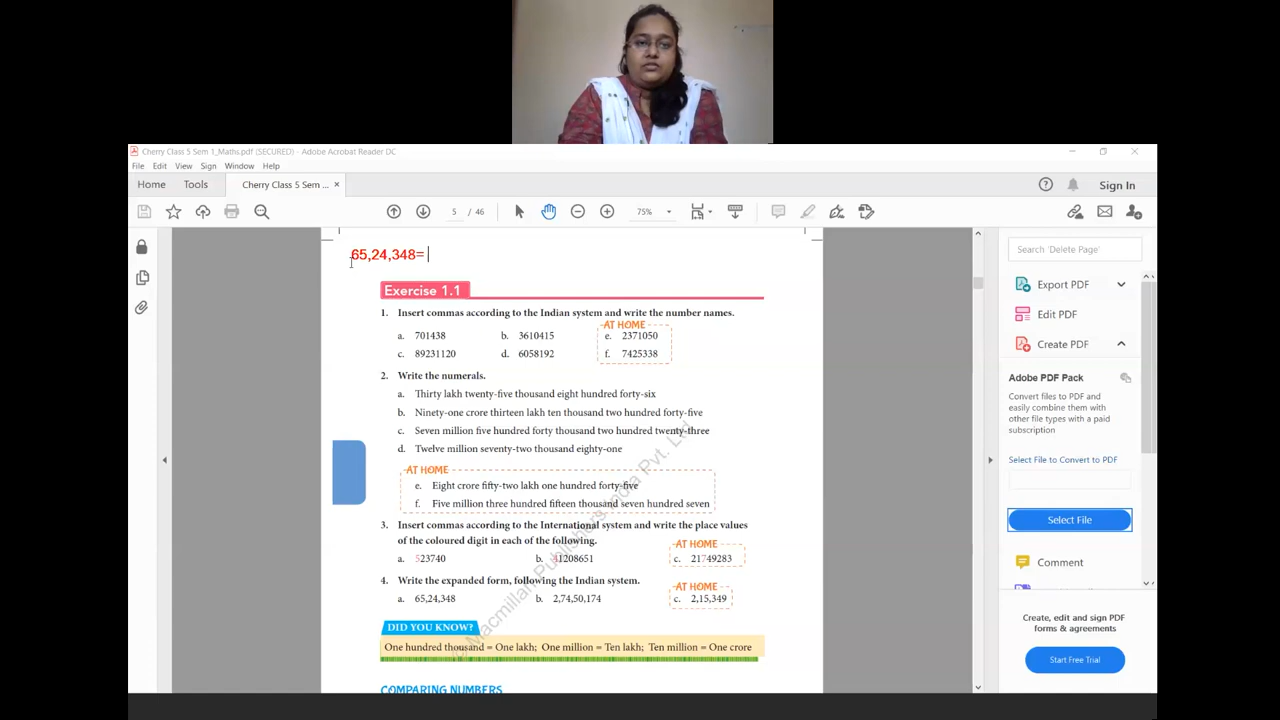 Cherry Class 5 Sem 1_Maths.pdf (SECURED) - Adobe Acrobat Reader DC
File Edit View Sign Window Help
Home Tools Cherry Class 5 Sem ... × Sign In
5 / 46 75%
65,24,348=
Exercise 1.1
1. Insert commas according to the Indian system and write the number names.
AT HOME
a. 701438 b. 3610415 e. 2371050
c. 89231120 d. 6058192 f. 7425338
2. Write the numerals.
a. Thirty lakh twenty-five thousand eight hundred forty-six
b. Ninety-one crore thirteen lakh ten thousand two hundred forty-five
c. Seven million five hundred forty thousand two hundred twenty-three
d. Twelve million seventy-two thousand eighty-one
AT HOME
e. Eight crore fifty-two lakh one hundred forty-five
f. Five million three hundred fifteen thousand seven hundred seven
3. Insert commas according to the International system and write the place values
of the coloured digit in each of the following.
AT HOME
a. 523740 b. 41208651 c. 21749283
4. Write the expanded form, following the Indian system.
AT HOME
a. 65,24,348 b. 2,74,50,174 c. 2,15,349
DID YOU KNOW?
One hundred thousand = One lakh; One million = Ten lakh; Ten million = One crore
COMPARING NUMBERS
Macmillan Publishers India Pvt. Ltd
Search 'Delete Page'
Export PDF
Edit PDF
Create PDF
Adobe PDF Pack
Convert files to PDF and
easily combine them with
other file types with a paid
subscription
Select File to Convert to PDF
Select File
Comment
Create, edit and sign PDF
forms & agreements
Start Free Trial